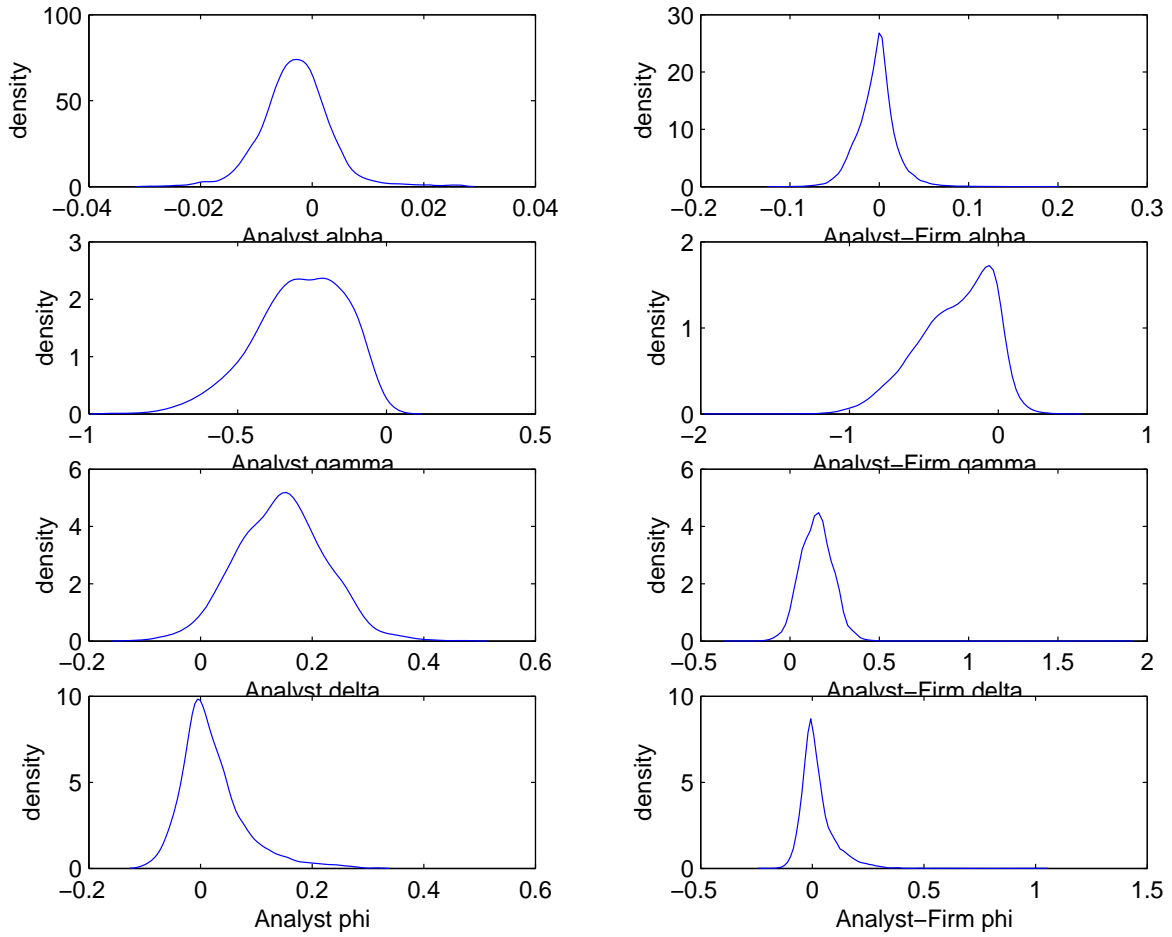 100
50
0
density
−0.04 −0.02 0 0.02 0.04
Analyst alpha
30
20
10
0
density
−0.2 −0.1 0 0.1 0.2 0.3
Analyst−Firm alpha
3
2
1
0
density
−1 −0.5 0 0.5
Analyst gamma
2
1
0
density
−2 −1 0 1
Analyst−Firm gamma
6
4
2
0
density
−0.2 0 0.2 0.4 0.6
Analyst delta
6
4
2
0
density
−0.5 0 0.5 1 1.5 2
Analyst−Firm delta
10
5
0
density
−0.2 0 0.2 0.4 0.6
Analyst phi
10
5
0
density
−0.5 0 0.5 1 1.5
Analyst−Firm phi